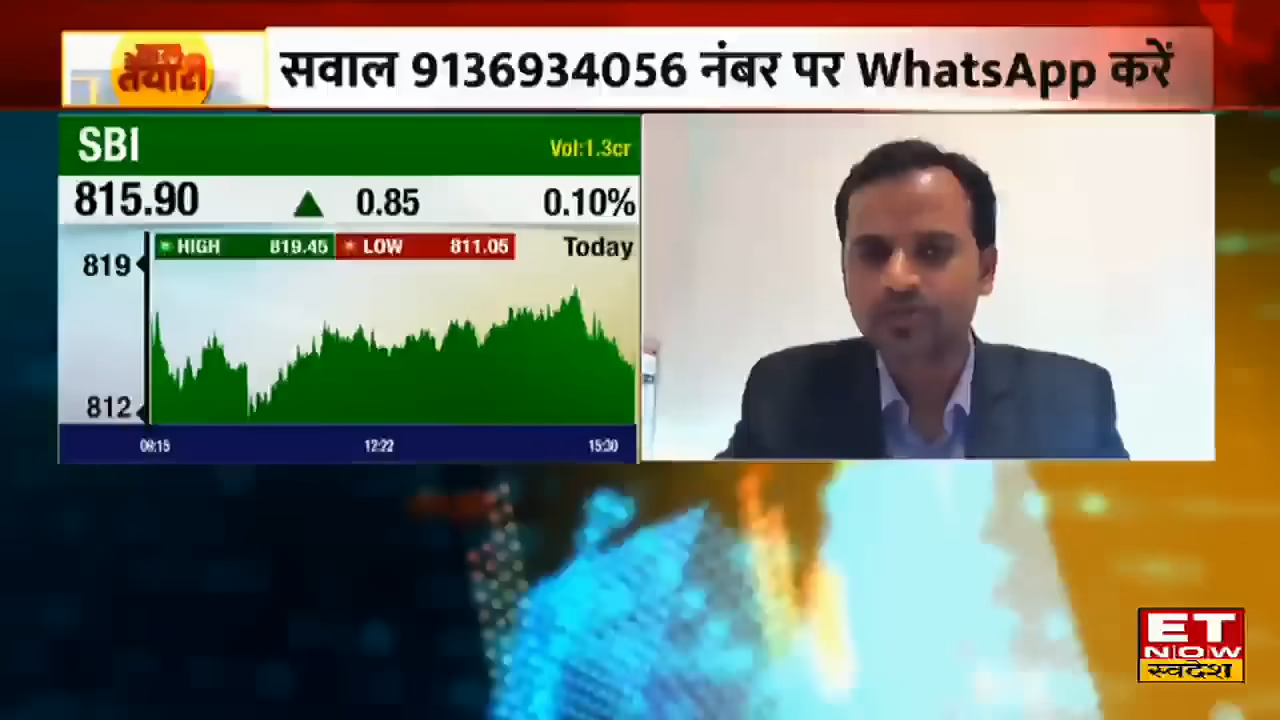 तैयारी
सवाल 9136934056 नंबर पर WhatsApp करें
SBI
Vol:1.3cr
815.90 ▲ 0.85 0.10%
HIGH 819.45 LOW 811.05 Today
819
812
09:15 12:22 15:30
ET
NOW
स्वदेश